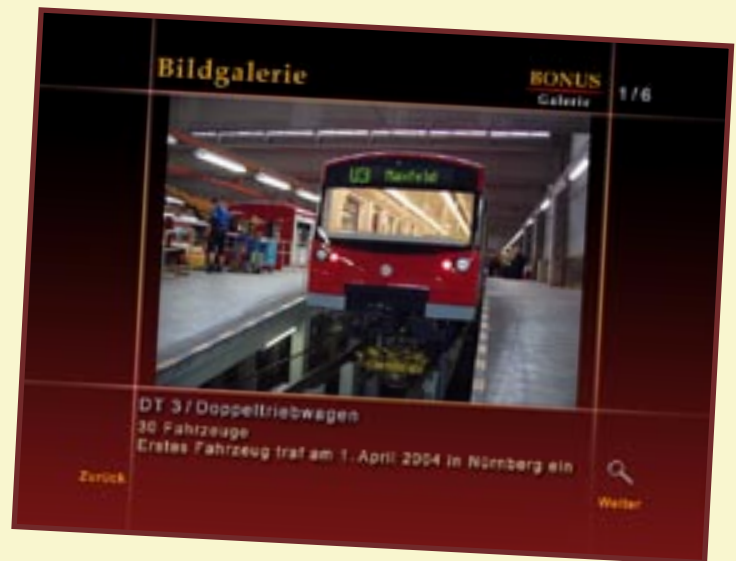 Bildgalerie
BONUS
Galerie
1/6
U3 Maxfeld
DT 3 / Doppeltriebwagen
30 Fahrzeuge
Erstes Fahrzeug traf am 1. April 2004 in Nürnberg ein
Zurück
Weiter